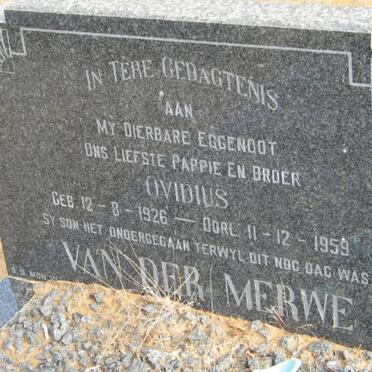 IN TERE GEDAGTENIS
AAN
MY DIERBARE EGGENOOT
ONS LIEFSTE PAPPIE EN BROER
OVIDIUS
GEB. 12-8-1926 — OORL. 11-12-1959
SY SON HET ONDERGEGAAN TERWYL DIT NOG DAG WAS
VAN DER MERWE